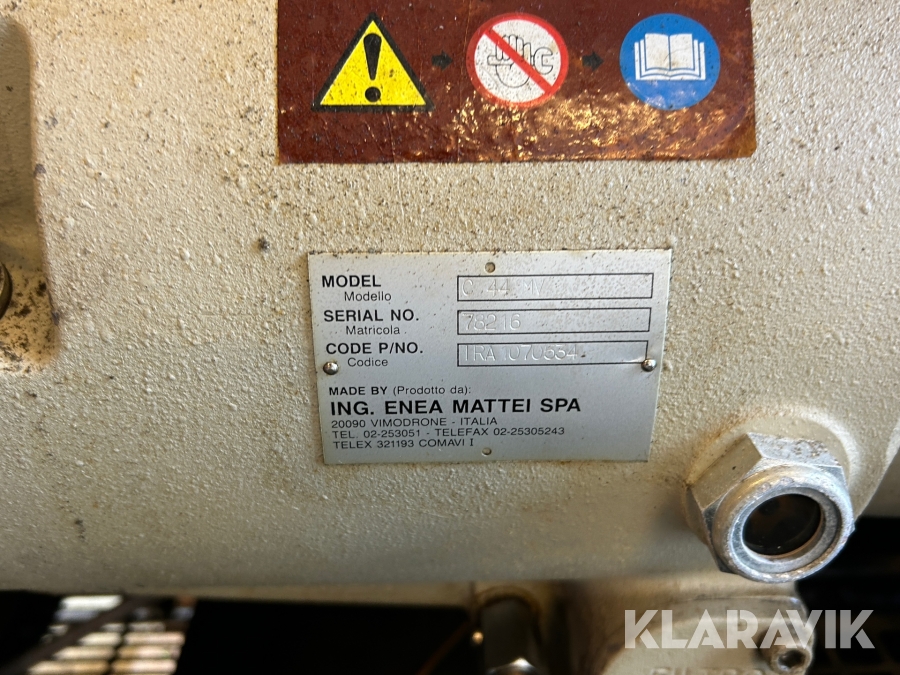 MODEL
Modello
SERIAL NO. 78216
Matricola
CODE P/NO.
Codice
MADE BY (Prodotto da):
ING. ENEA MATTEI SPA
20090 VIMODRONE - ITALIA
TEL. 02-253051 - TELEFAX 02-25305243
TELEX 321193 COMAVI I
KLARAVIK